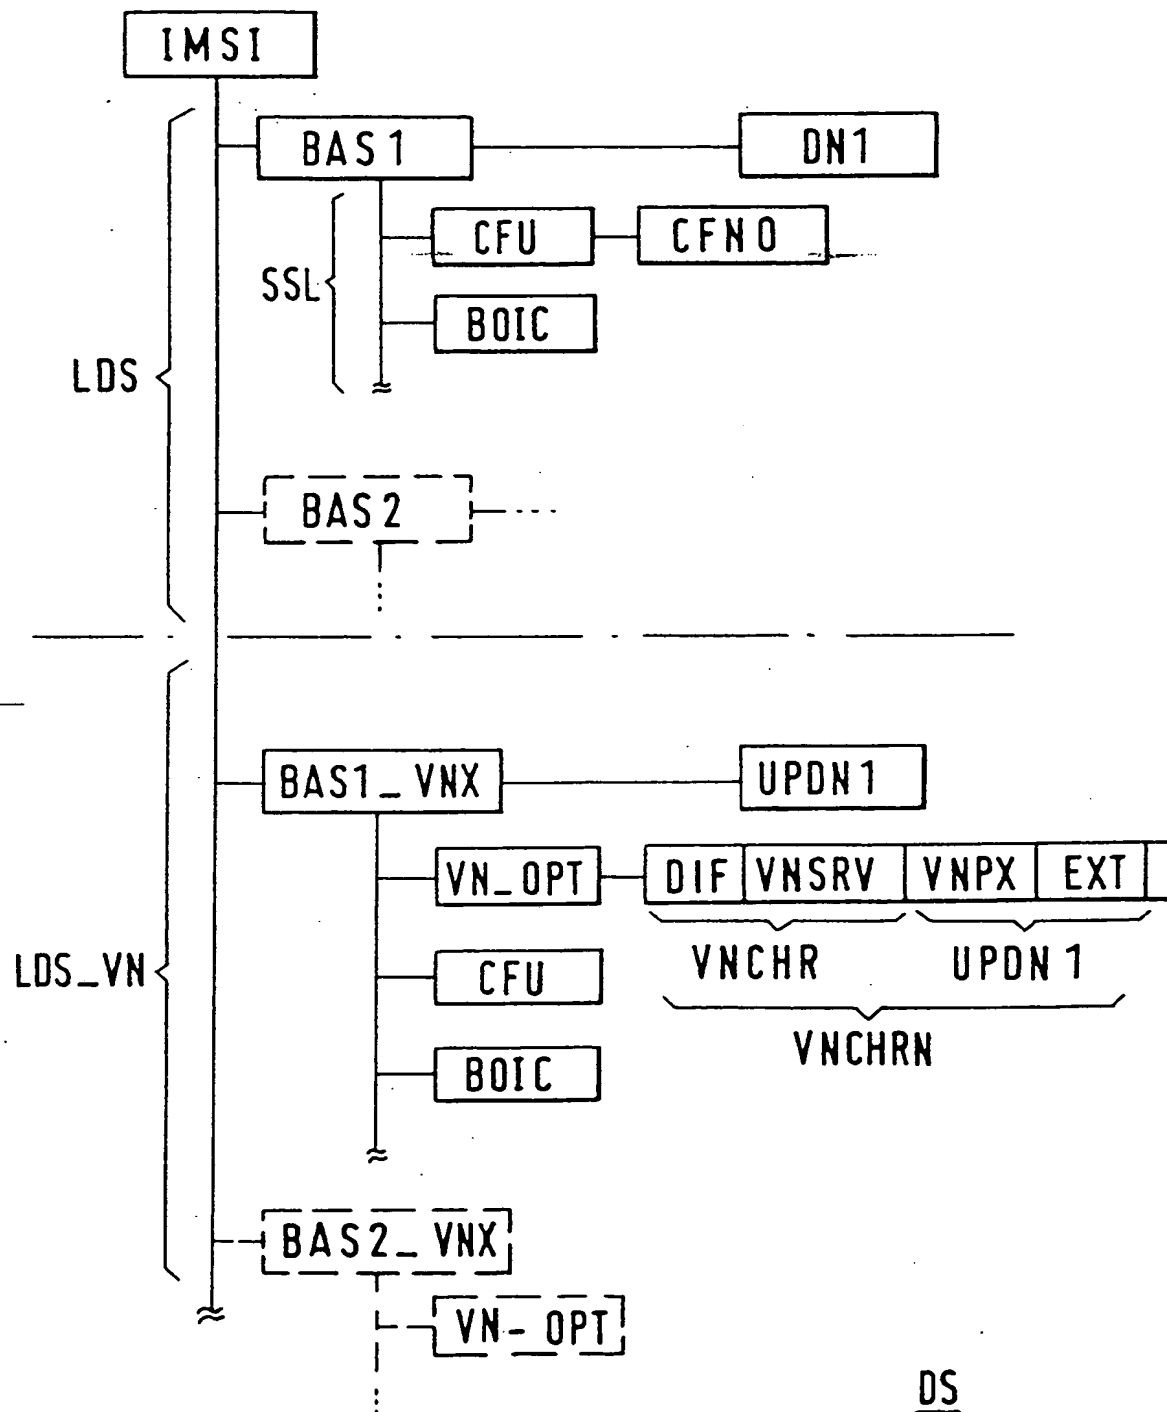 IMSI
BAS1
DN1
CFU
CFNO
SSL
BOIC
LDS
BAS2
BAS1_VNX
UPDN1
VN_OPT
DIF VNSRV VNPX EXT
VNCHR
UPDN1
LDS_VN
CFU
VNCHRN
BOIC
BAS2_VNX
VN-OPT
DS